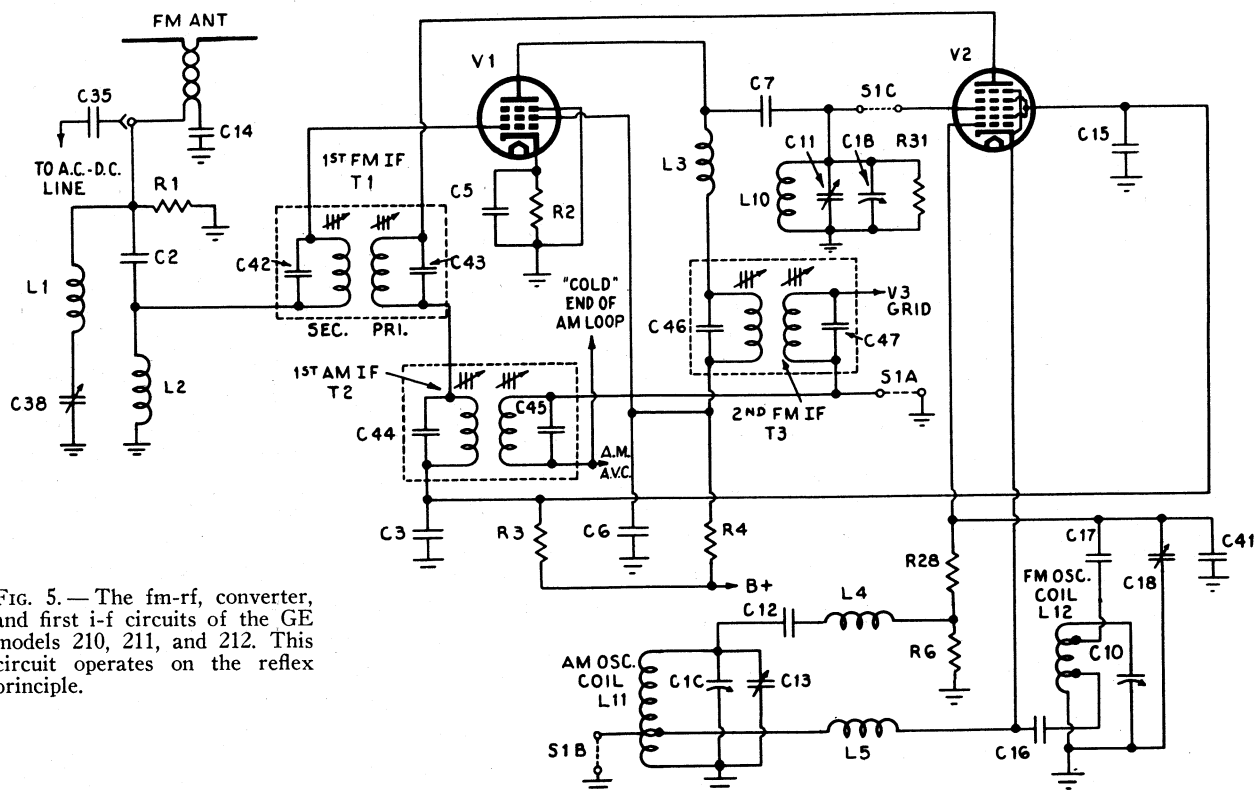 FM ANT
C35
C14
TO A.C.-D.C.
LINE
R1
C2
L1
L2
C38
1ST FM IF
T1
C42
C43
SEC. PRI.
V1
C5
R2
"COLD"
END OF
AM LOOP
1ST AM IF
T2
C44
C45
A.M.
A.V.C.
C3
R3
C6
R4
B+
L3
C7
S1C
C11
C1B
R31
L10
C46
C47
V3
GRID
2ND FM IF
T3
S1A
V2
C15
R28
R6
C12
L4
AM OSC.
COIL
L11
C1C
C13
S1B
L5
C16
C17
C18
C41
FM OSC.
COIL
L12
C10
FIG. 5.— The fm-rf, converter,
and first i-f circuits of the GE
models 210, 211, and 212. This
circuit operates on the reflex
principle.